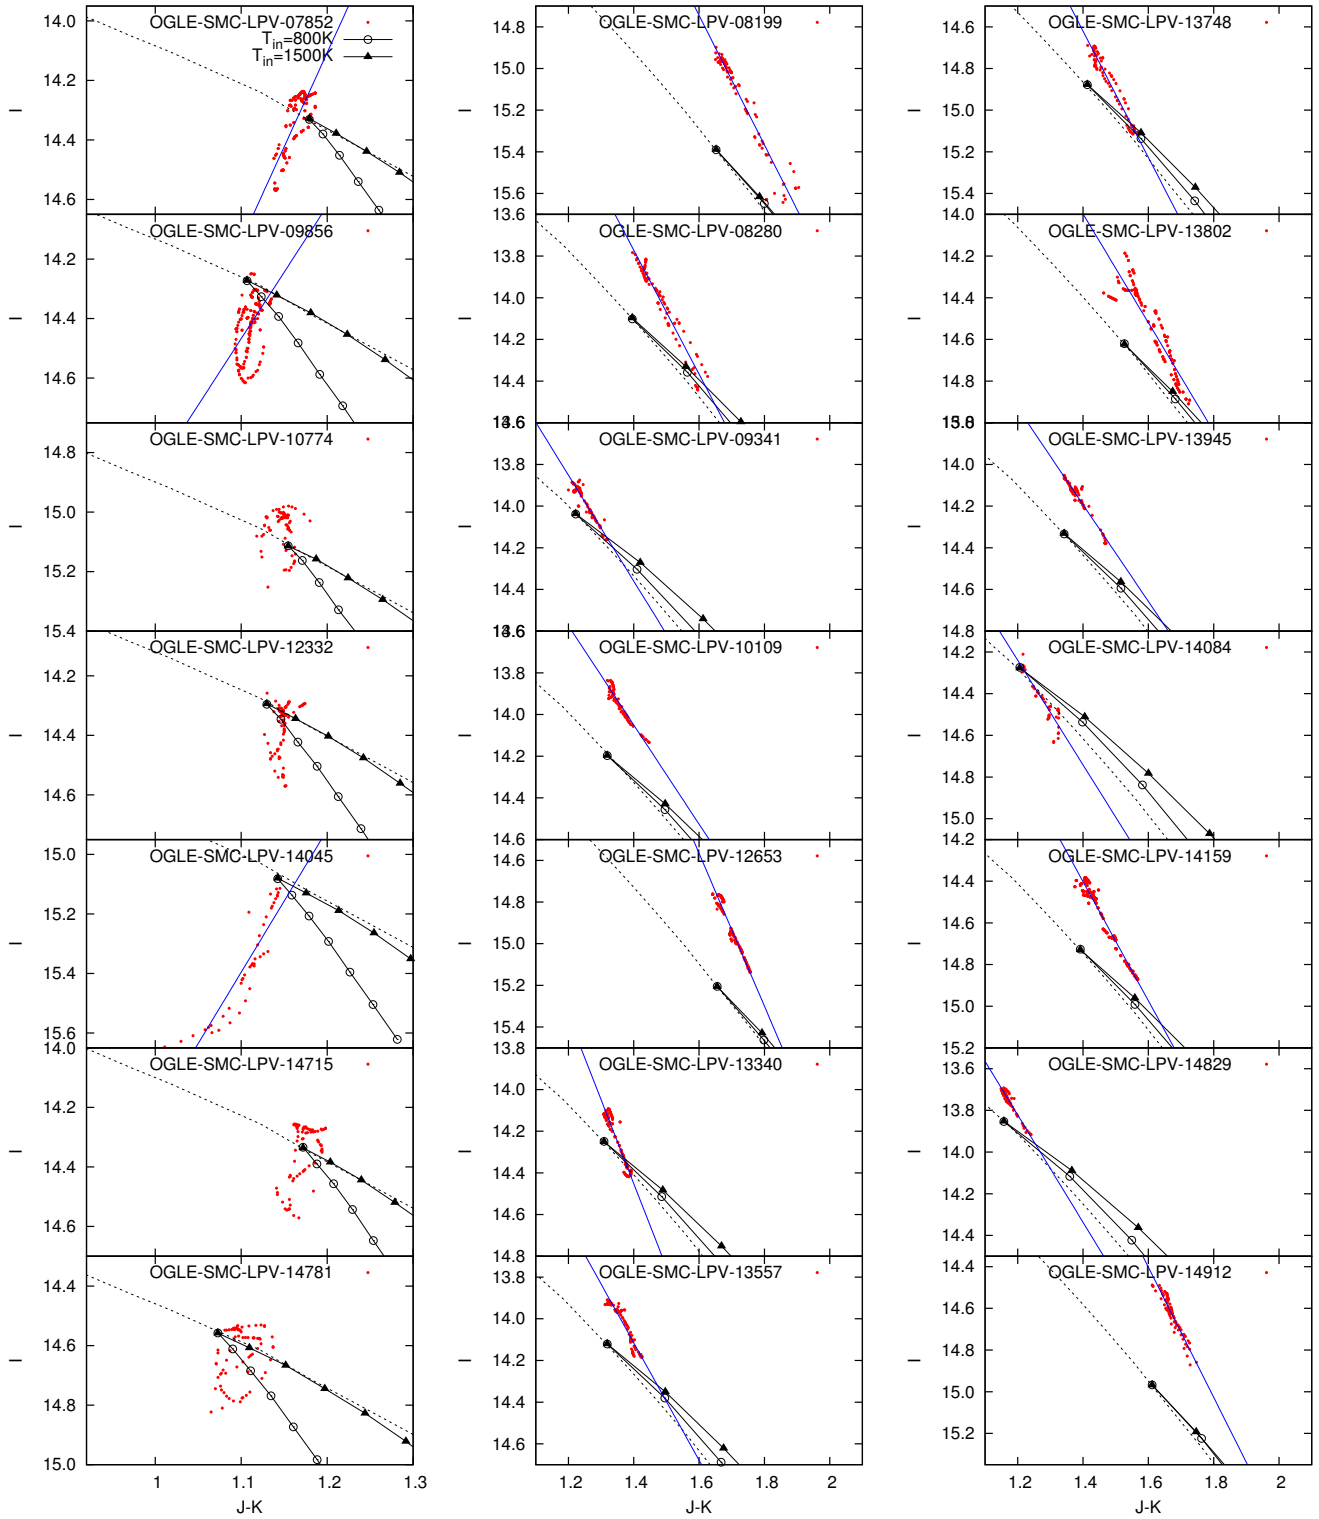 OGLE-SMC-LPV-07852
T_in=800K
T_in=1500K
14.0
14.2
14.4
14.6
I
OGLE-SMC-LPV-09856
14.2
14.4
14.6
I
OGLE-SMC-LPV-10774
14.8
15.0
15.2
15.4
I
OGLE-SMC-LPV-12332
14.2
14.4
14.6
I
OGLE-SMC-LPV-14045
15.0
15.2
15.4
15.6
I
OGLE-SMC-LPV-14715
14.0
14.2
14.4
14.6
I
OGLE-SMC-LPV-14781
14.4
14.6
14.8
15.0
I
1
1.1
1.2
1.3
J-K
OGLE-SMC-LPV-08199
15.0
15.2
15.4
15.6
I
OGLE-SMC-LPV-08280
13.6
13.8
14.0
14.2
14.4
I
OGLE-SMC-LPV-09341
13.8
14.0
14.2
14.4
I
OGLE-SMC-LPV-10109
13.8
14.0
14.2
14.4
14.6
I
OGLE-SMC-LPV-12653
14.6
14.8
15.0
15.2
15.4
I
OGLE-SMC-LPV-13340
13.8
14.0
14.2
14.4
14.6
14.8
I
OGLE-SMC-LPV-13557
13.8
14.0
14.2
14.4
14.6
I
1.2
1.4
1.6
1.8
2
J-K
OGLE-SMC-LPV-13748
14.6
14.8
15.0
15.2
15.4
I
OGLE-SMC-LPV-13802
14.0
14.2
14.4
14.6
14.8
I
OGLE-SMC-LPV-13945
14.0
14.2
14.4
14.6
14.8
I
OGLE-SMC-LPV-14084
14.2
14.4
14.6
14.8
15.0
I
OGLE-SMC-LPV-14159
14.2
14.4
14.6
14.8
15.0
15.2
I
OGLE-SMC-LPV-14829
13.6
13.8
14.0
14.2
14.4
I
OGLE-SMC-LPV-14912
14.4
14.6
14.8
15.0
15.2
I
1.2
1.4
1.6
1.8
2
J-K